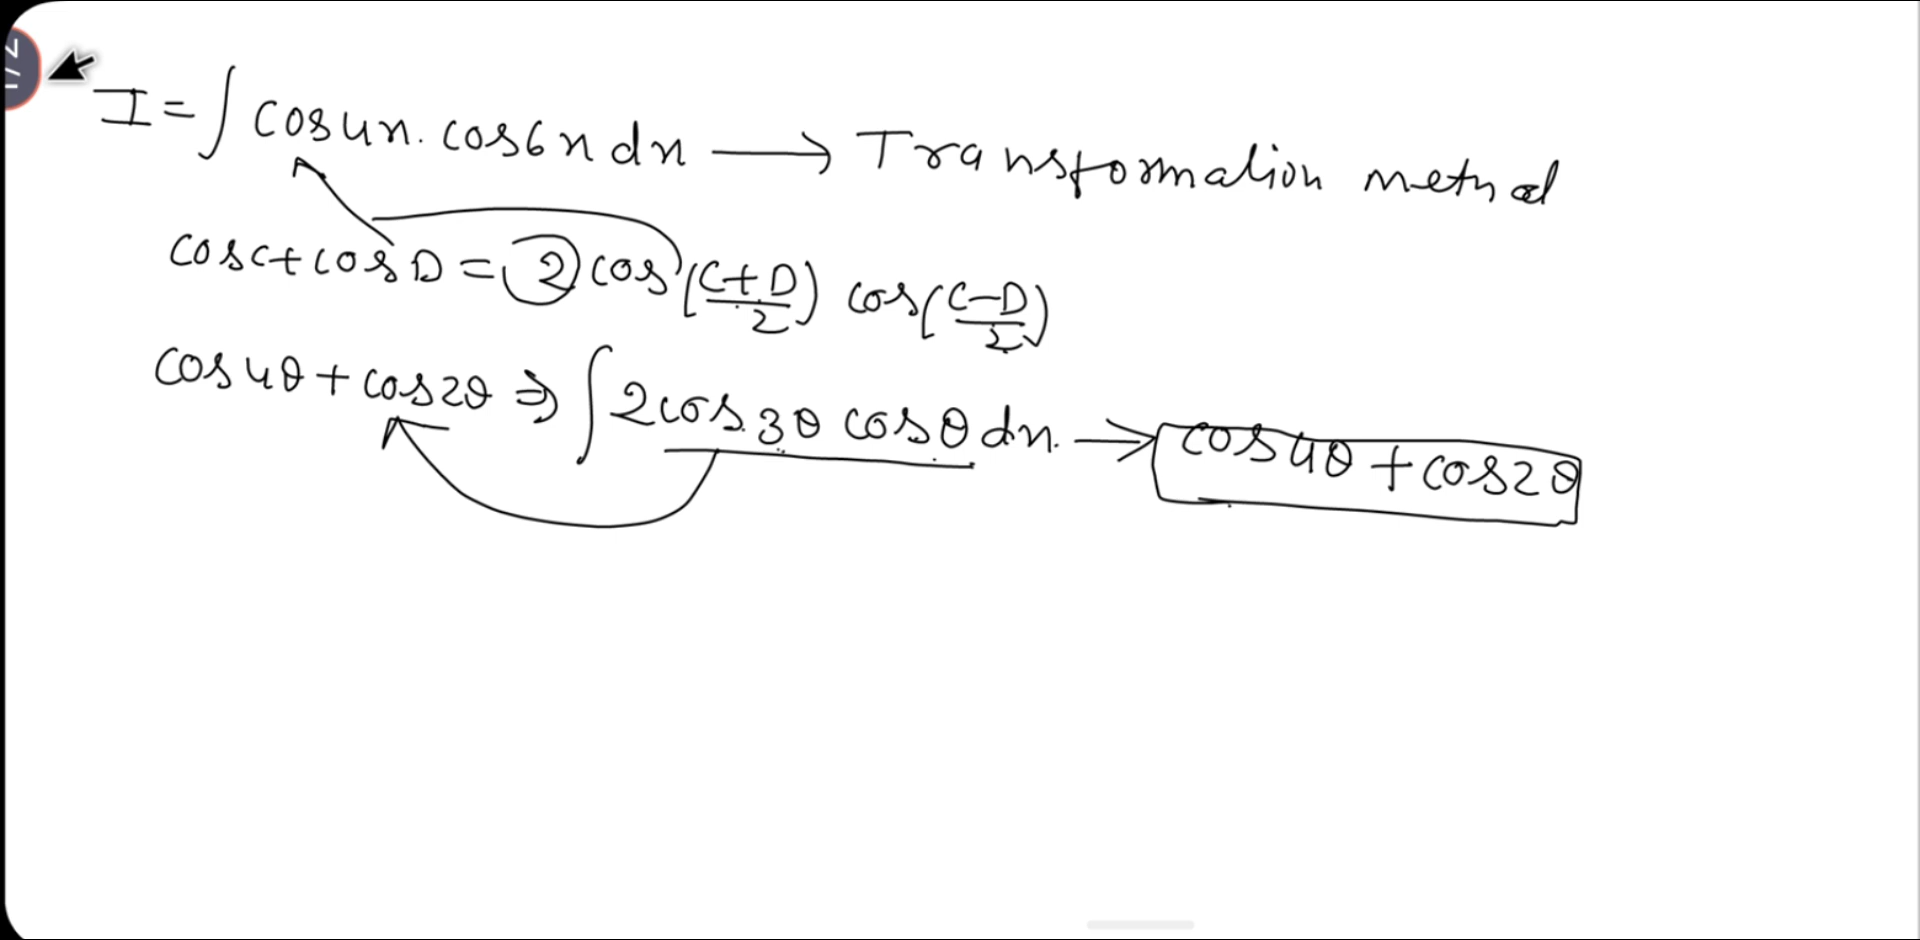 I = ∫ cos4x. cos6x dx → Transformation method
cosC + cosD = 2 cos((C+D)/2) cos((C-D)/2)
cos4θ + cos2θ ⇒ ∫ 2cos3θ cosθ dx. → cos4θ + cos2θ